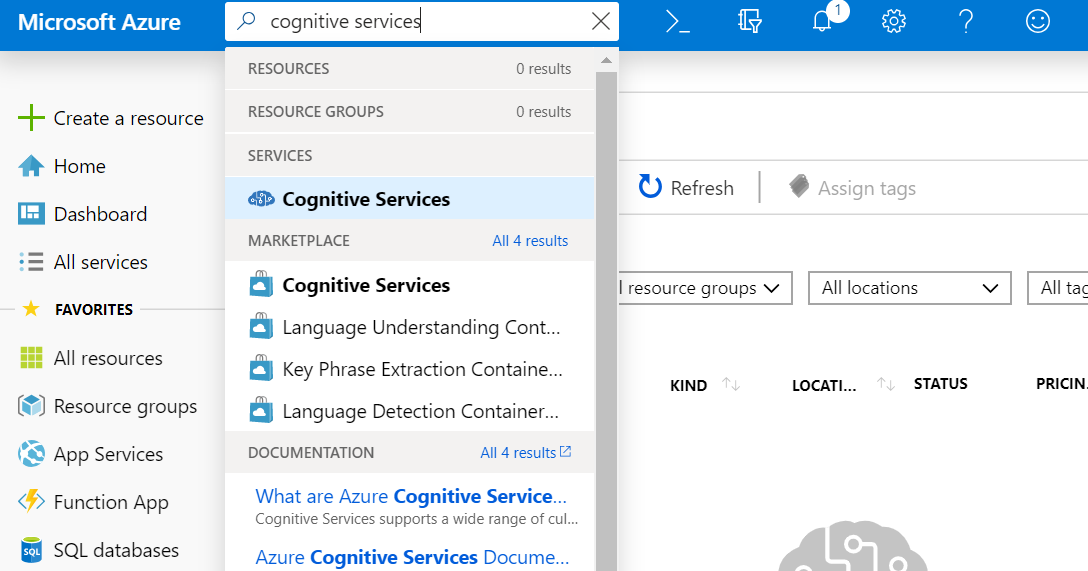 Microsoft Azure
cognitive services
1
RESOURCES 0 results
RESOURCE GROUPS 0 results
SERVICES
Cognitive Services
MARKETPLACE All 4 results
Cognitive Services
Language Understanding Cont...
Key Phrase Extraction Containe...
Language Detection Container...
DOCUMENTATION All 4 results
What are Azure Cognitive Service...
Cognitive Services supports a wide range of cul...
Azure Cognitive Services Docume...
Create a resource
Home
Dashboard
All services
FAVORITES
All resources
Resource groups
App Services
Function App
SQL
SQL databases
Refresh Assign tags
l resource groups All locations All tag
KIND LOCATI... STATUS PRICIN